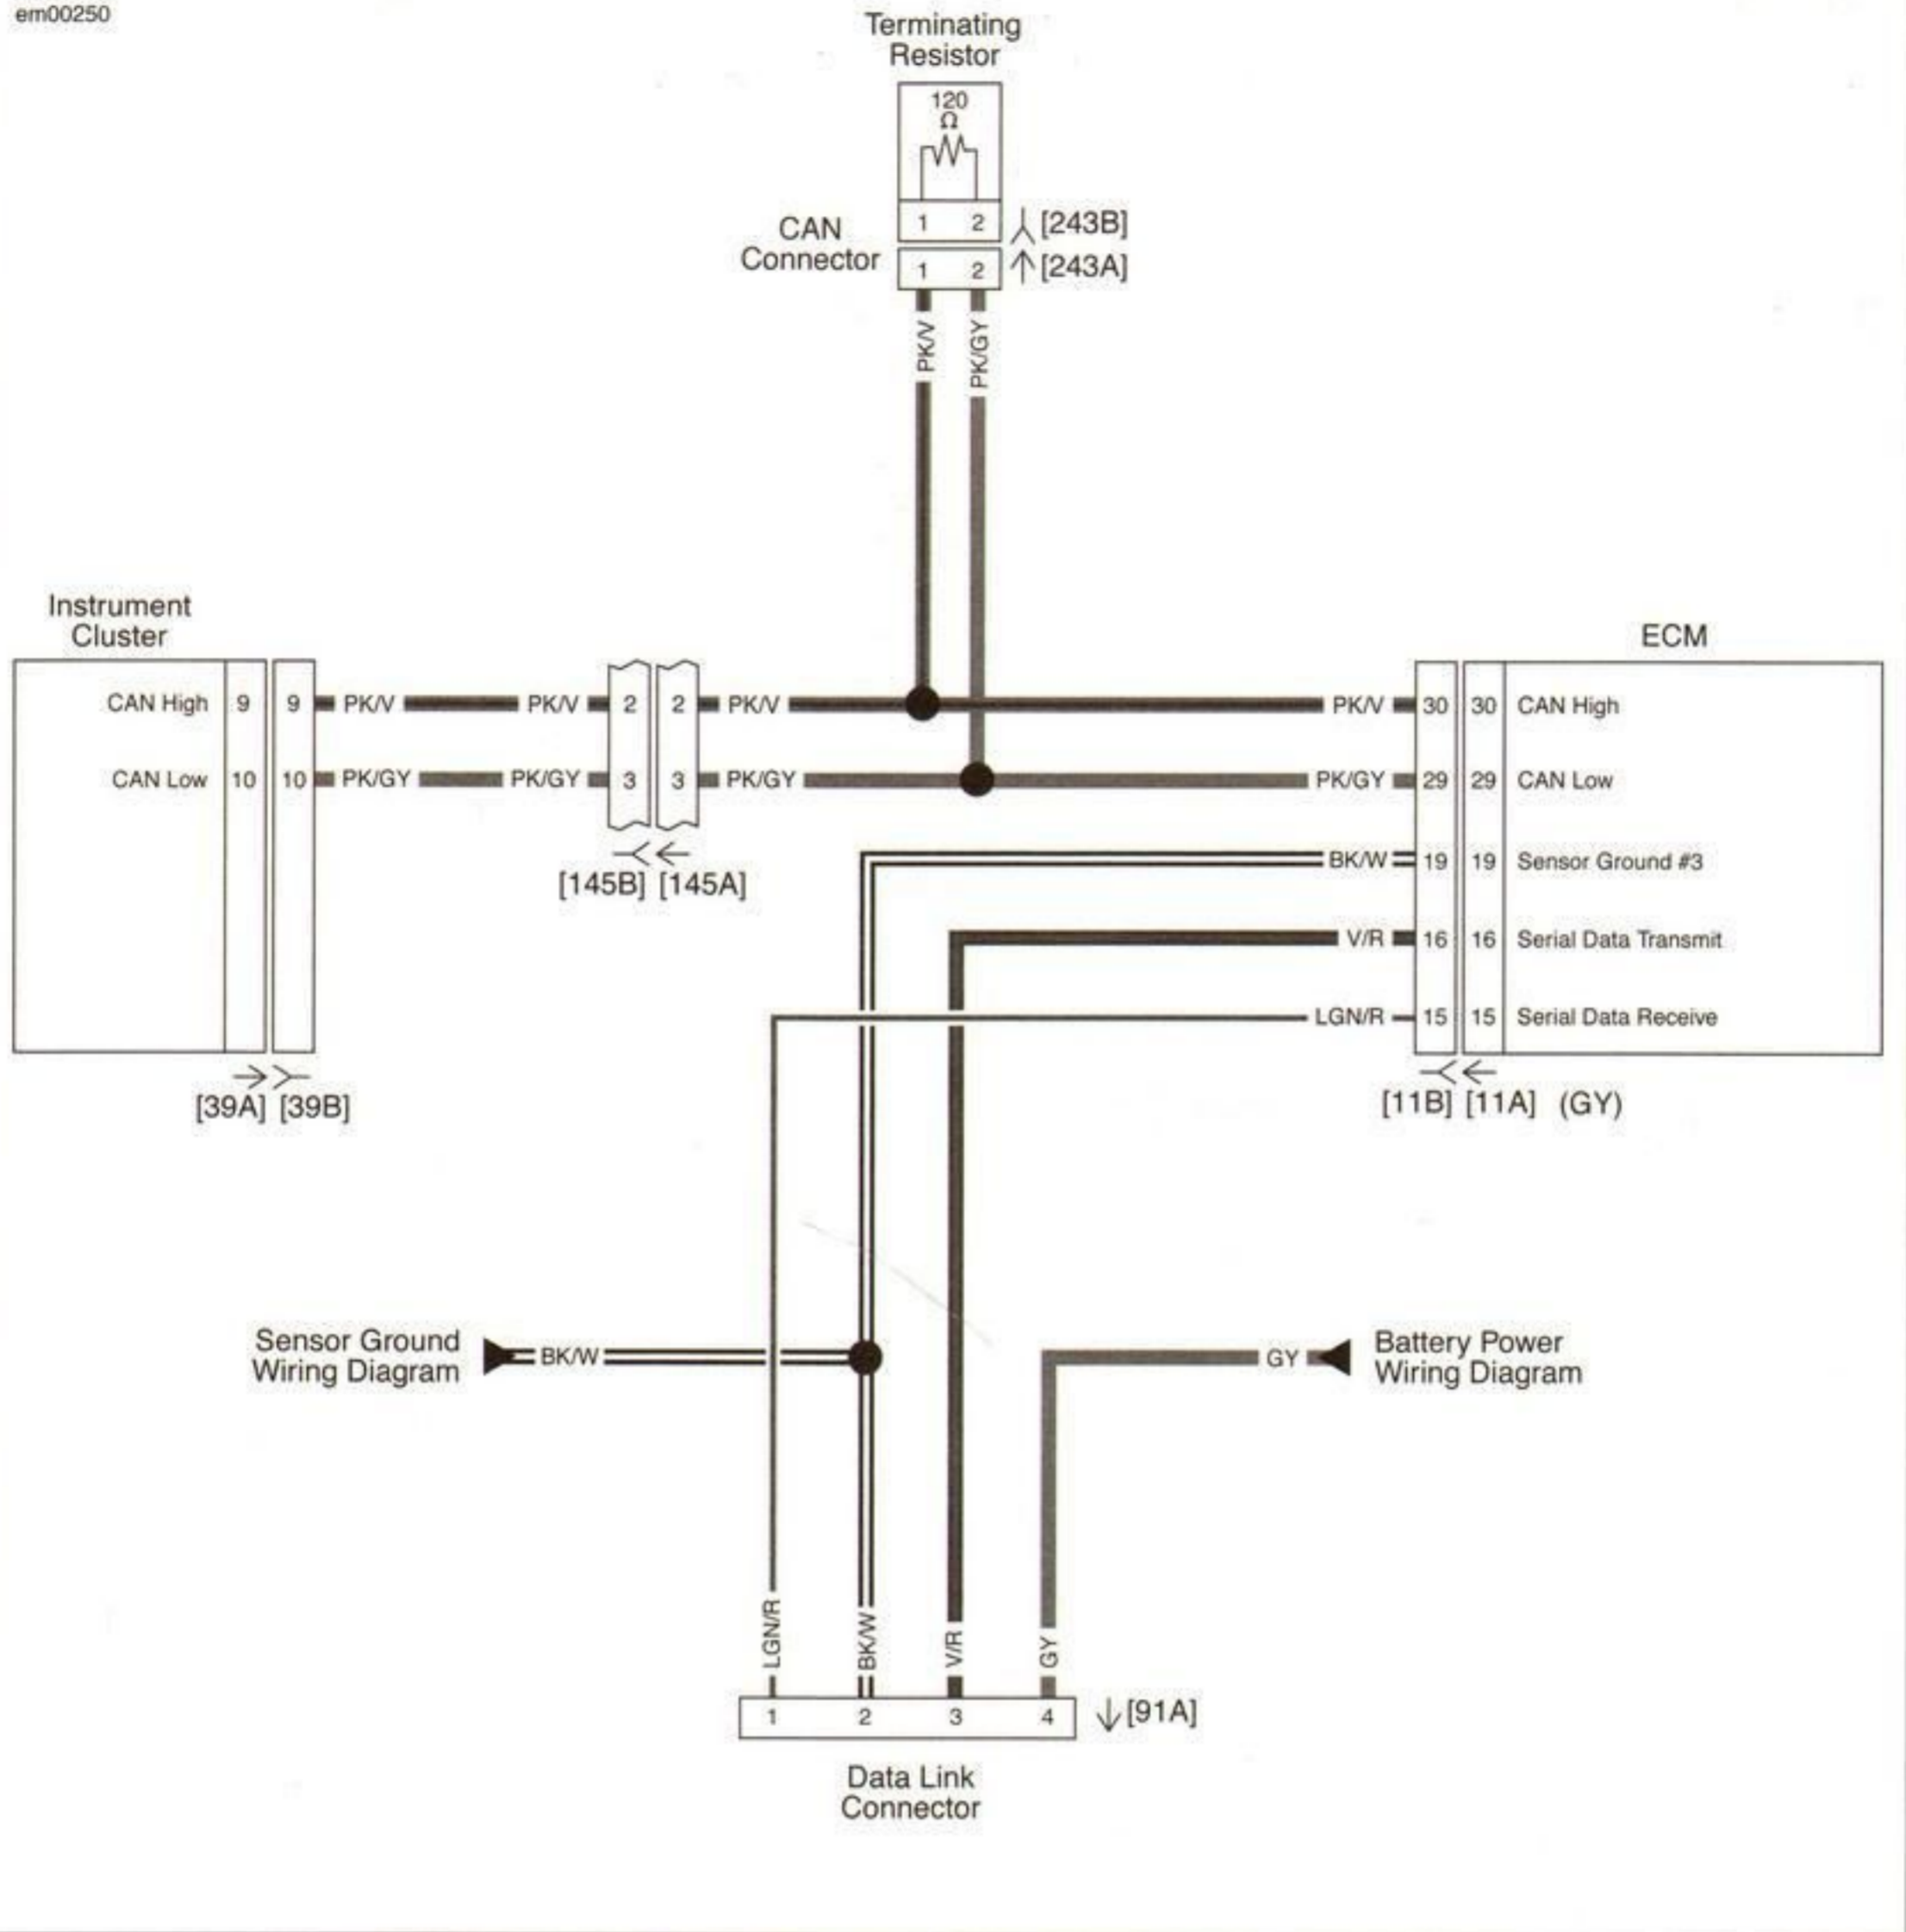 em00250
Terminating
Resistor
120
Ω
1 2 [243B]
CAN
Connector
1 2 [243A]
PK/V PK/GY
Instrument
Cluster
ECM
CAN High 9 9 PK/V PK/V 2 2 PK/V PK/V 30 30 CAN High
CAN Low 10 10 PK/GY PK/GY 3 3 PK/GY PK/GY 29 29 CAN Low
BK/W 19 19 Sensor Ground #3
[145B] [145A]
V/R 16 16 Serial Data Transmit
LGN/R 15 15 Serial Data Receive
[39A] [39B]
[11B] [11A] (GY)
Sensor Ground
Wiring Diagram
BK/W
GY
Battery Power
Wiring Diagram
LGN/R BK/W V/R GY
1 2 3 4 [91A]
Data Link
Connector